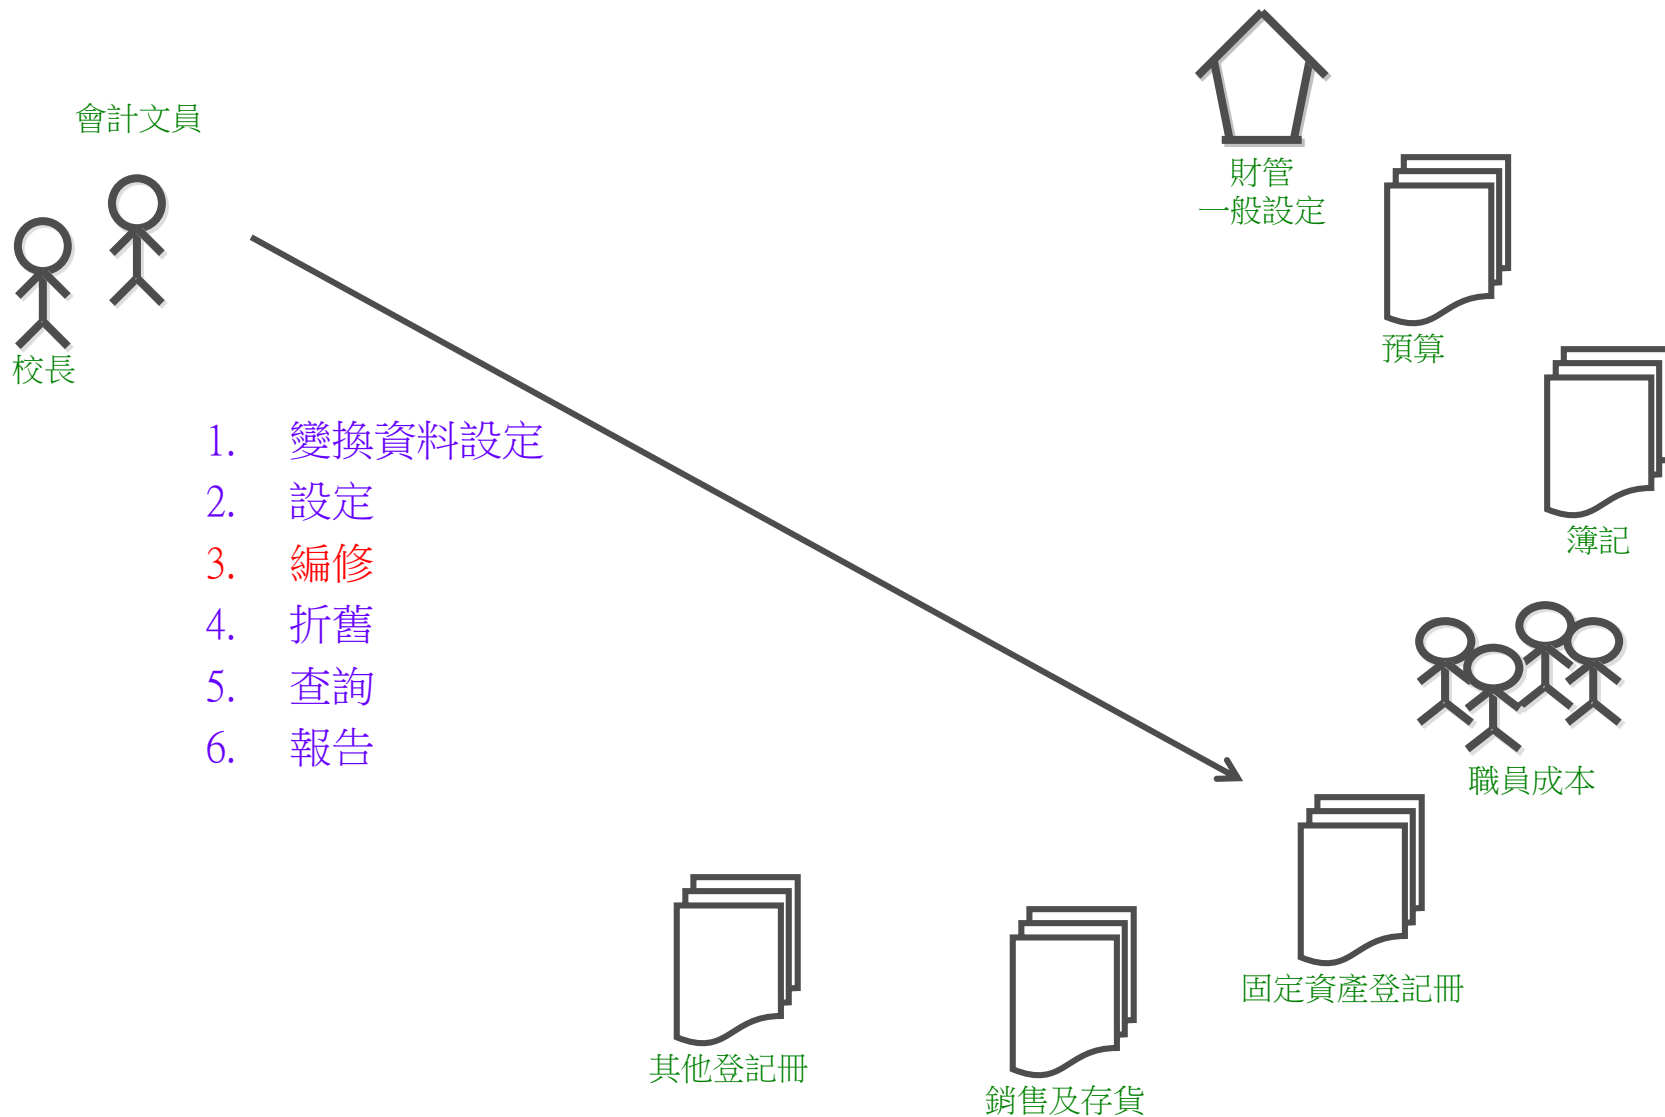 會計文員
校長
財管
一般設定
預算
簿記
1. 變換資料設定
2. 設定
3. 編修
4. 折舊
5. 查詢
6. 報告
職員成本
固定資產登記冊
其他登記冊
銷售及存貨